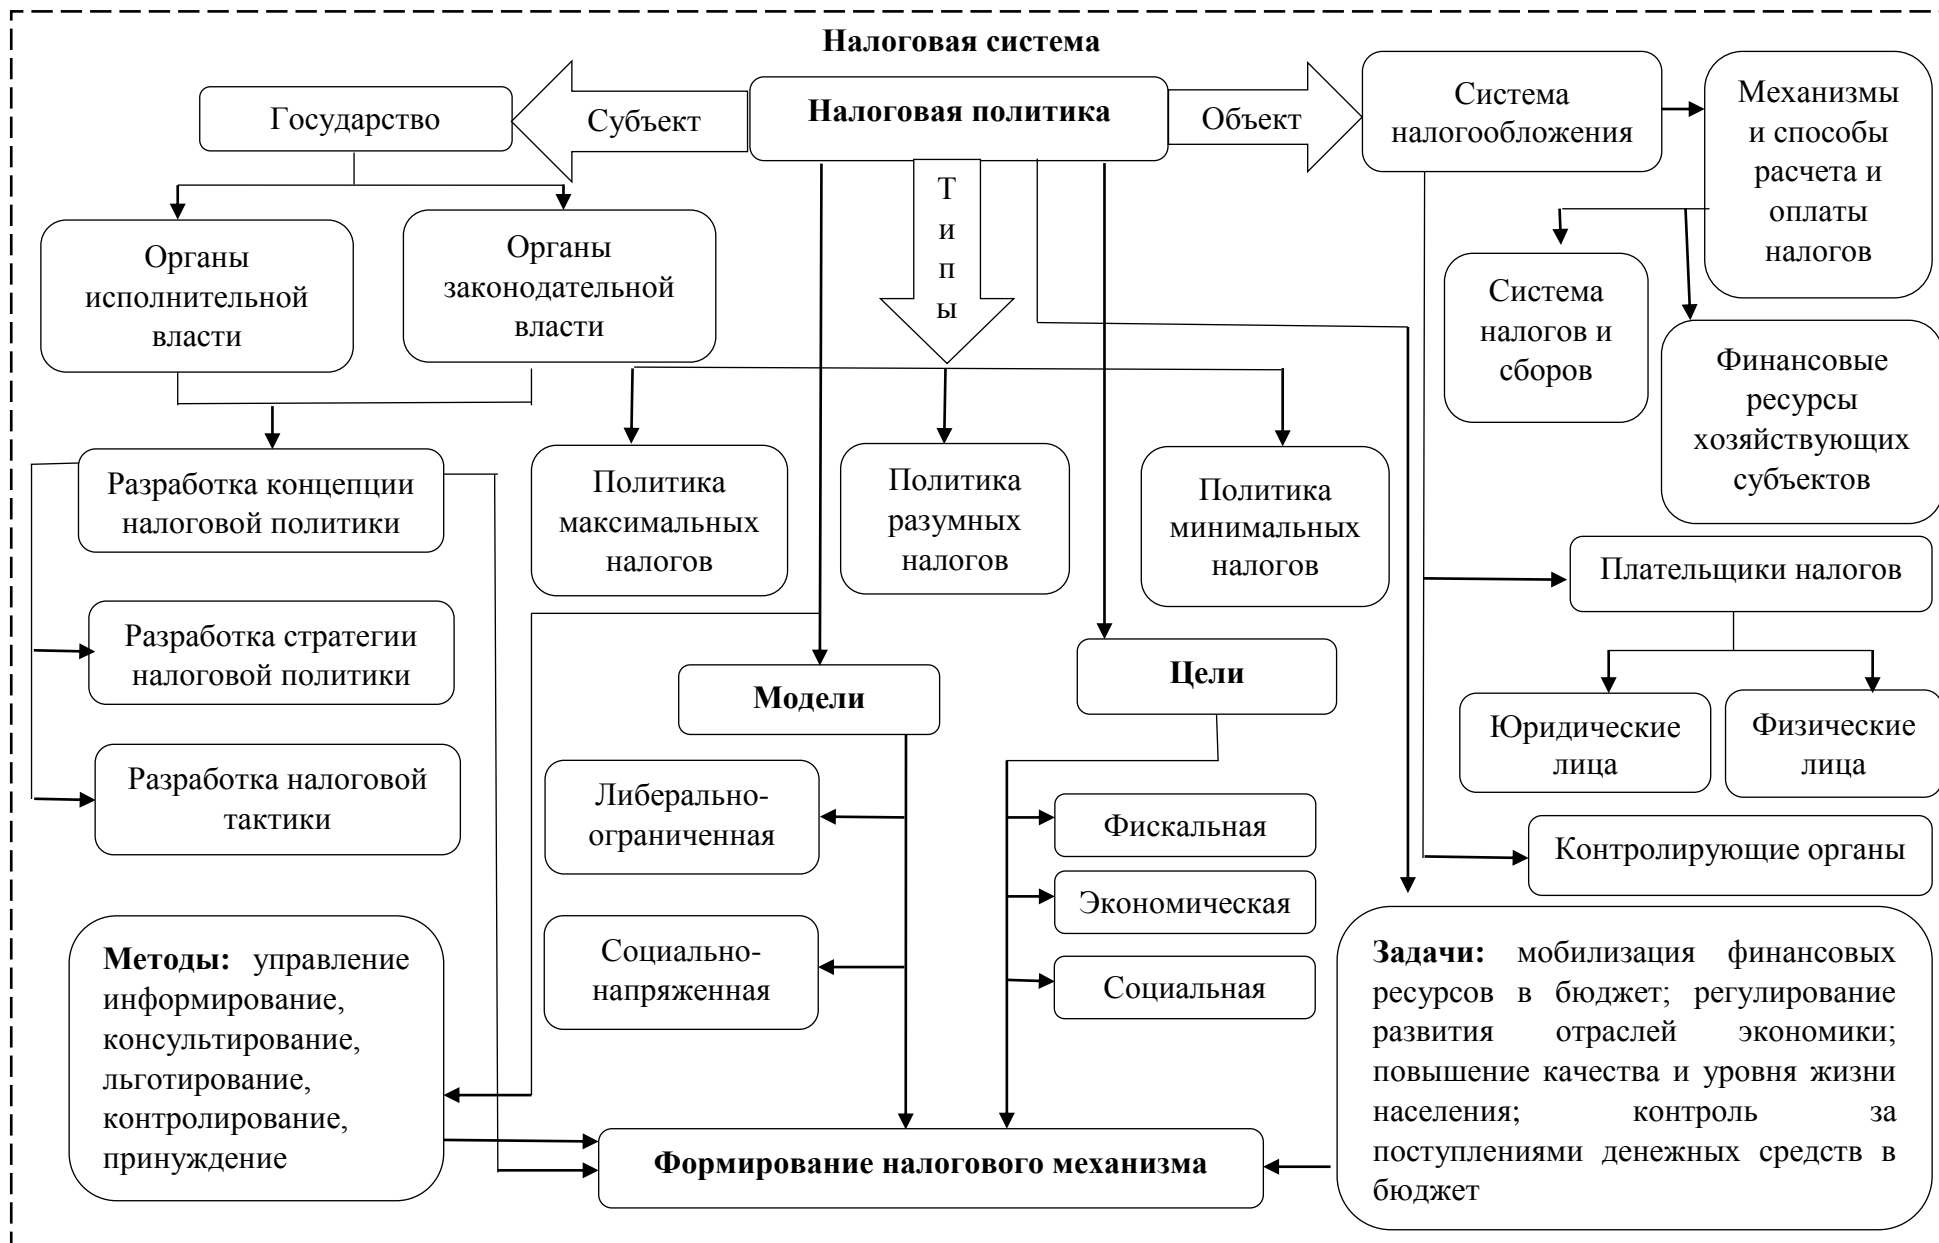 Налоговая система
Государство
Субъект
Налоговая политика
Объект
Система
налогообложения
Механизмы
и способы
расчета и
оплаты
налогов
Т
и
п
ы
Органы
исполнительной
власти
Органы
законодательной
власти
Система
налогов и
сборов
Финансовые
ресурсы
хозяйствующих
субъектов
Разработка концепции
налоговой политики
Политика
максимальных
налогов
Политика
разумных
налогов
Политика
минимальных
налогов
Плательщики налогов
Разработка стратегии
налоговой политики
Модели
Цели
Юридические
лица
Физические
лица
Разработка налоговой
тактики
Либерально-
ограниченная
Фискальная
Контролирующие органы
Экономическая
Социально-
напряженная
Социальная
Методы: управление
информирование,
консультирование,
льготирование,
контролирование,
принуждение
Задачи: мобилизация финансовых
ресурсов в бюджет; регулирование
развития отраслей экономики;
повышение качества и уровня жизни
населения; контроль за
поступлениями денежных средств в
бюджет
Формирование налогового механизма